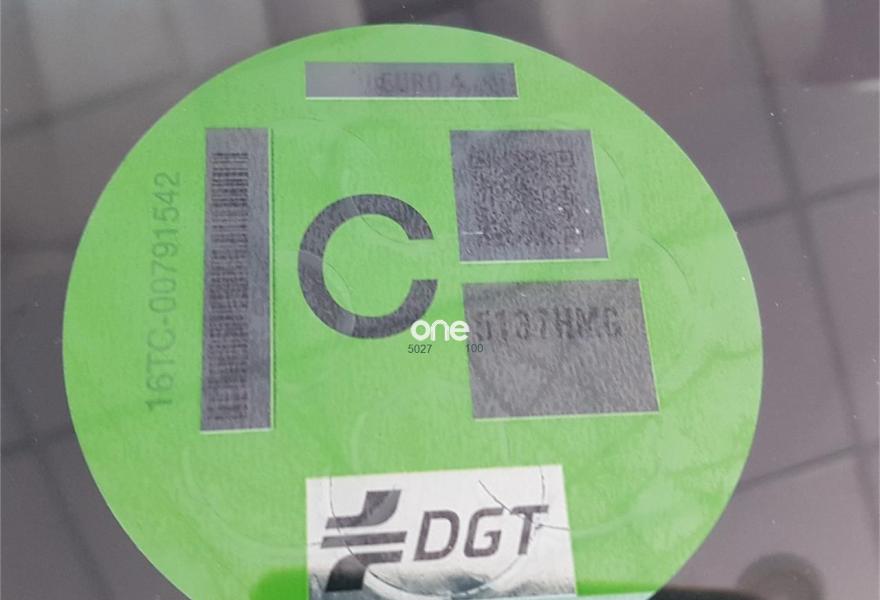 EURO 4
16TC-00791542
C
5137HMG
one
5027 100
DGT